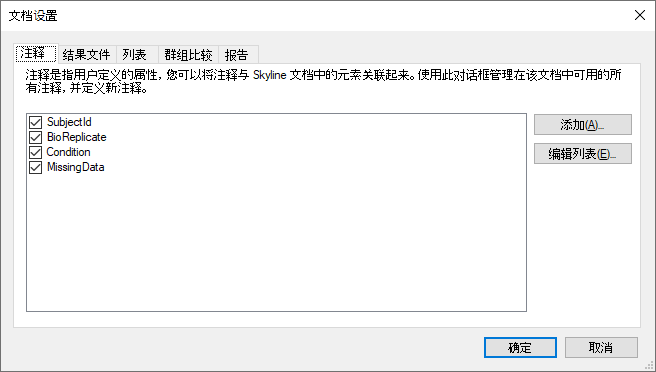 文档设置
注释 结果文件 列表 群组比较 报告
注释是指用户定义的属性，您可以将注释与 Skyline 文档中的元素关联起来。使用此对话框管理在该文档中可用的所
有注释，并定义新注释。
SubjectId
BioReplicate
Condition
MissingData
添加(A)...
编辑列表(E)...
确定 取消